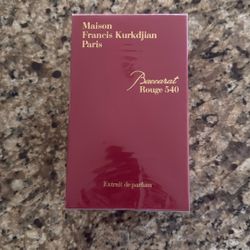 Maison
Francis Kurkdjian
Paris
Baccarat
Rouge 540
Extrait de parfum